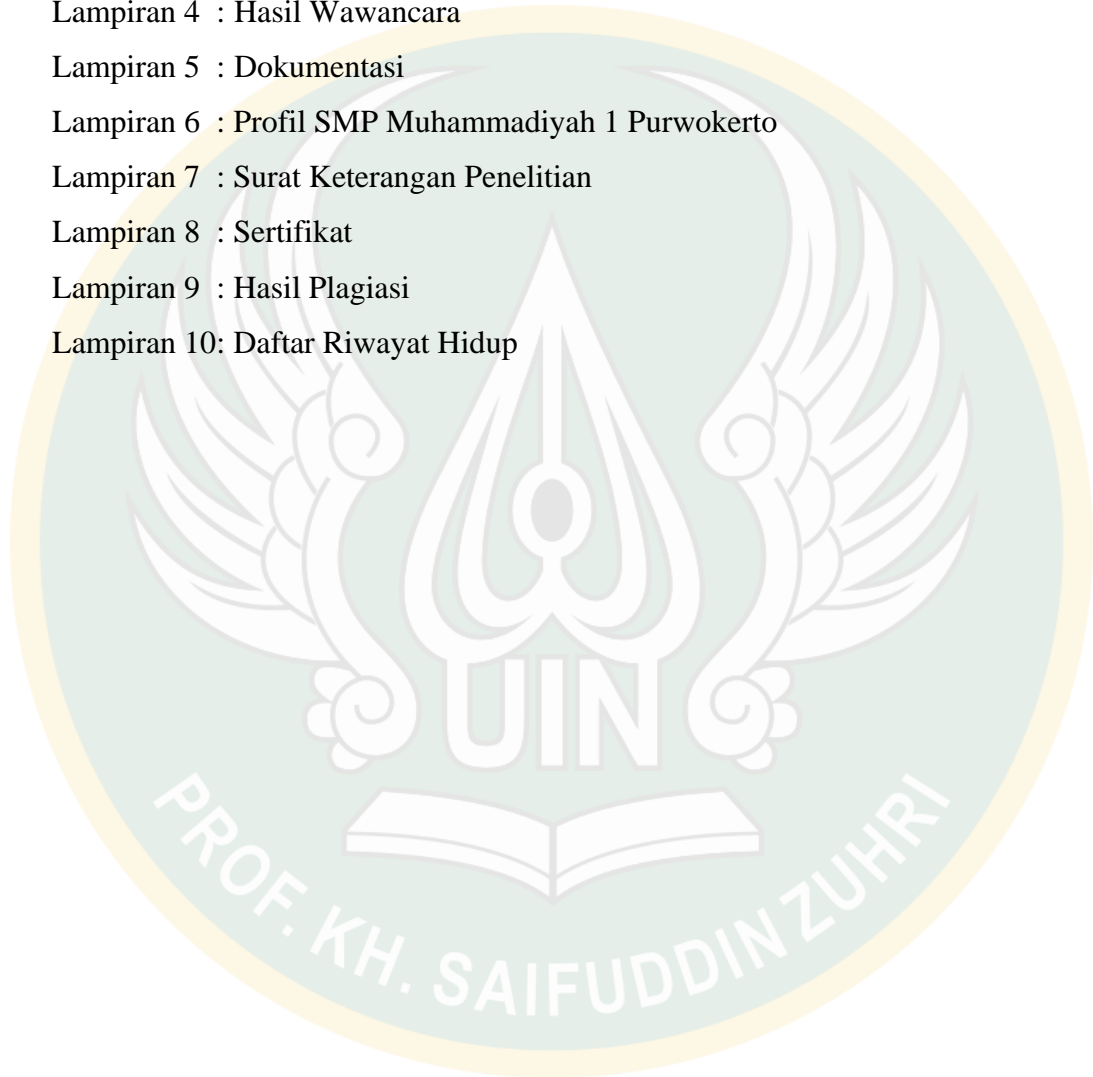 Lampiran 4 : Hasil Wawancara
Lampiran 5 : Dokumentasi
Lampiran 6 : Profil SMP Muhammadiyah 1 Purwokerto
Lampiran 7 : Surat Keterangan Penelitian
Lampiran 8 : Sertifikat
Lampiran 9 : Hasil Plagiasi
Lampiran 10: Daftar Riwayat Hidup
UIN
PROF. KH. SAIFUDDIN ZUHRI